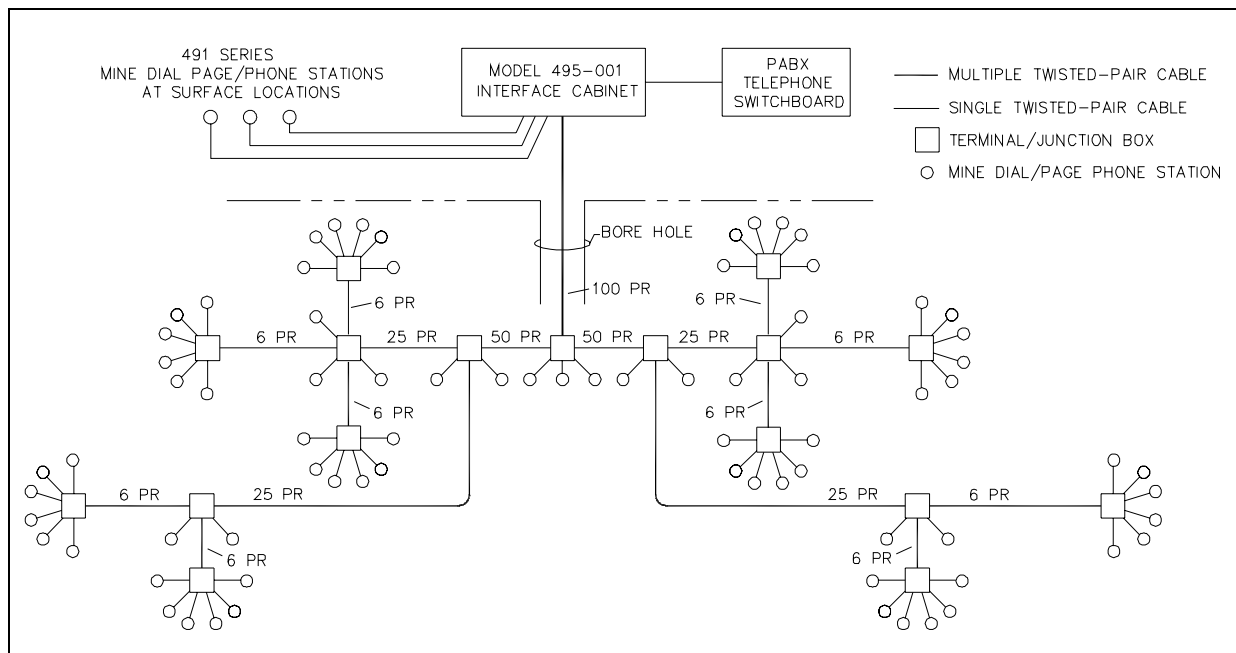 491 SERIES
MINE DIAL PAGE/PHONE STATIONS
AT SURFACE LOCATIONS
MODEL 495-001
INTERFACE CABINET
PABX
TELEPHONE
SWITCHBOARD
MULTIPLE TWISTED-PAIR CABLE
SINGLE TWISTED-PAIR CABLE
TERMINAL/JUNCTION BOX
MINE DIAL/PAGE PHONE STATION
BORE HOLE
100 PR
6 PR
6 PR
6 PR
25 PR
50 PR
50 PR
25 PR
6 PR
6 PR
6 PR
6 PR
25 PR
25 PR
6 PR
6 PR
6 PR